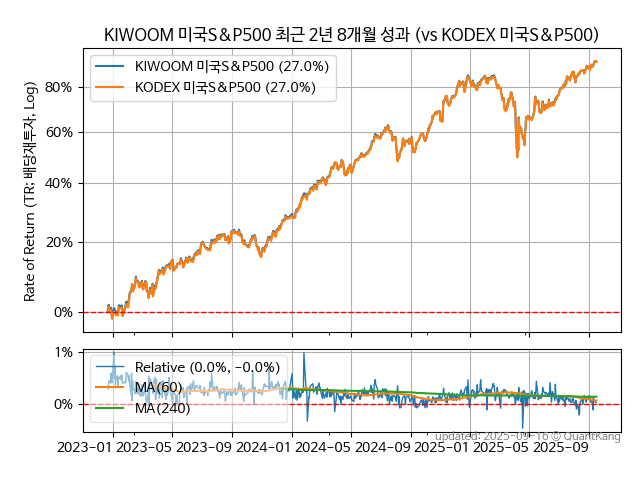 KIWOOM 미국S&P500 최근 2년 8개월 성과 (vs KODEX 미국S&P500)
KIWOOM 미국S&P500 (27.0%)
KODEX 미국S&P500 (27.0%)
Rate of Return (TR: 배당재투자, Log)
80%
60%
40%
20%
0%
1%
0%
Relative (0.0%, -0.0%)
MA(60)
MA(240)
2023-01 2023-05 2023-09 2024-01 2024-05 2024-09 2025-01 2025-05 2025-09
updated: 2025-09-16 © QuantKang